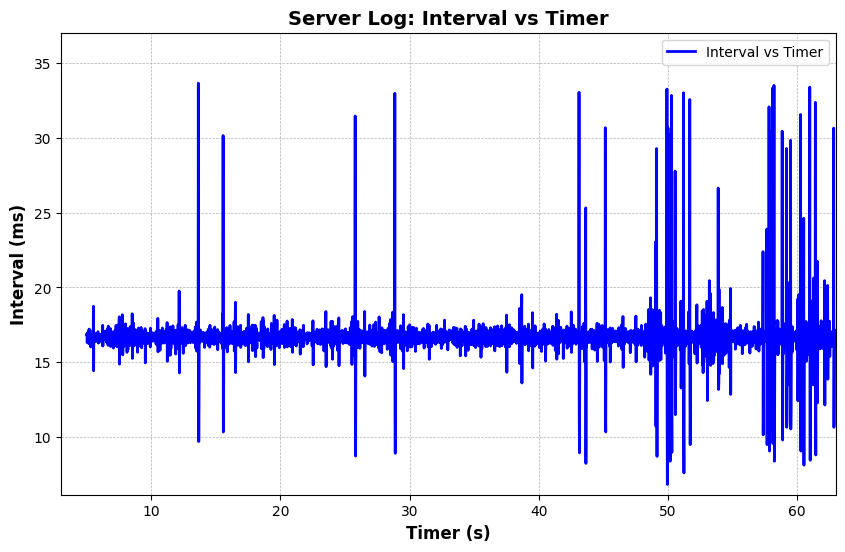 Server Log: Interval vs Timer
Interval vs Timer
Interval (ms)
35
30
25
20
15
10
10 20 30 40 50 60
Timer (s)